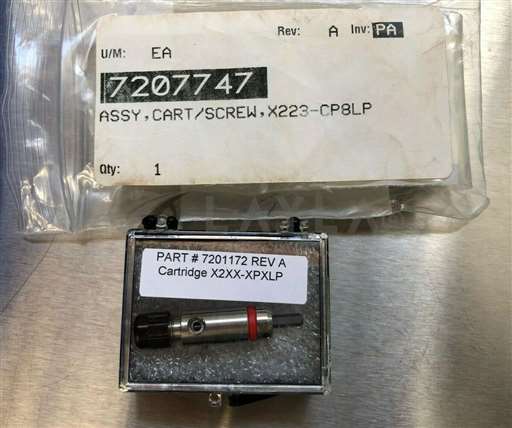 Rev: A Inv: PA
U/M: EA
7207747
ASSY,CART/SCREW,X223-CP8LP
Qty: 1
PART # 7201172 REV A
Cartridge X2XX-XPXLP